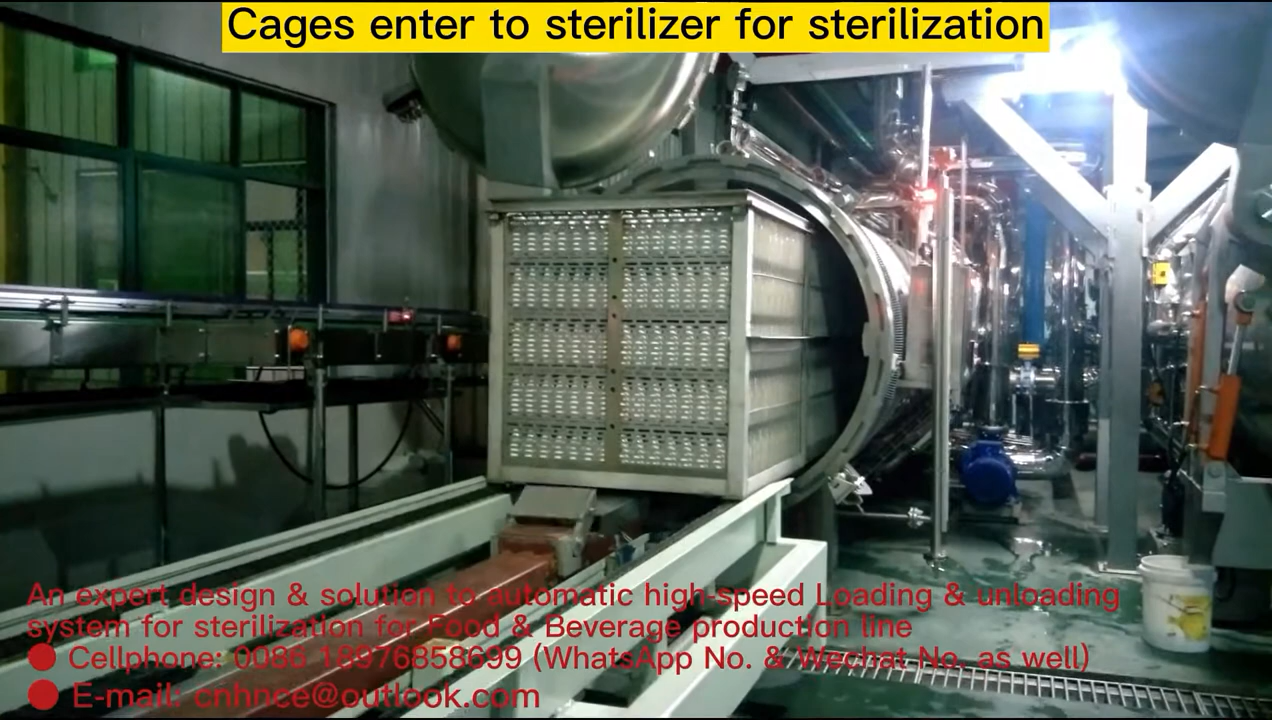 Cages enter to sterilizer for sterilization
An expert design & solution to automatic high-speed Loading & unloading
system for sterilization for Food & Beverage production line
● Cellphone: 0086 18976858699 (WhatsApp No. & Wechat No. as well)
● E-mail: cnhnce@outlook.com